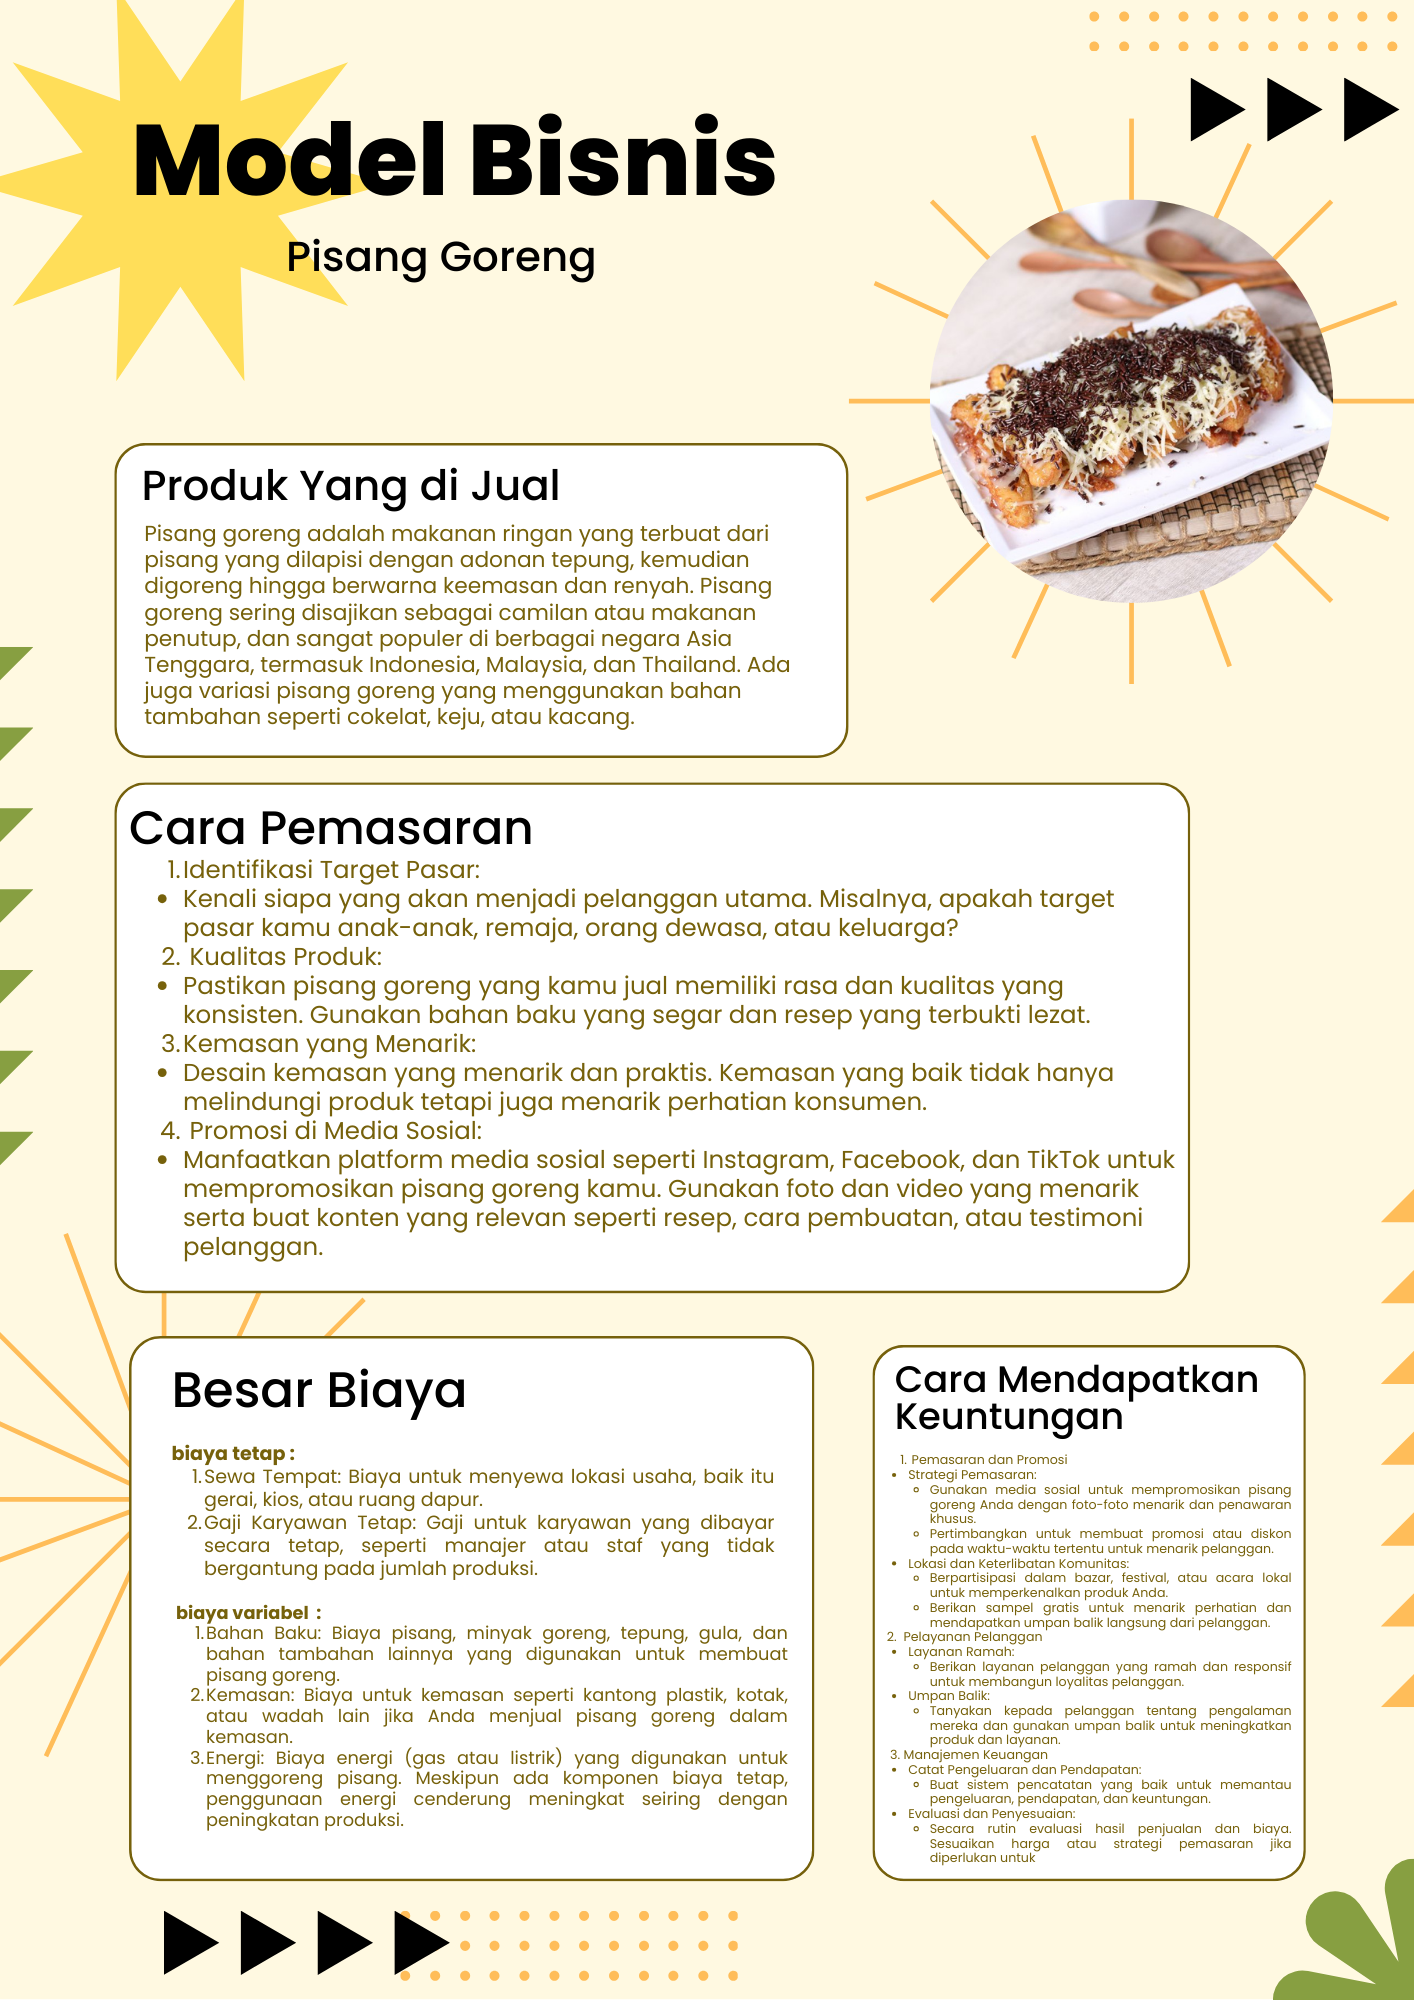 Model Bisnis
Pisang Goreng
Produk Yang di Jual
Pisang goreng adalah makanan ringan yang terbuat dari
pisang yang dilapisi dengan adonan tepung, kemudian
digoreng hingga berwarna keemasan dan renyah. Pisang
goreng sering disajikan sebagai camilan atau makanan
penutup, dan sangat populer di berbagai negara Asia
Tenggara, termasuk Indonesia, Malaysia, dan Thailand. Ada
juga variasi pisang goreng yang menggunakan bahan
tambahan seperti cokelat, keju, atau kacang.
Cara Pemasaran
1. Identifikasi Target Pasar:
• Kenali siapa yang akan menjadi pelanggan utama. Misalnya, apakah target
pasar kamu anak-anak, remaja, orang dewasa, atau keluarga?
2. Kualitas Produk:
• Pastikan pisang goreng yang kamu jual memiliki rasa dan kualitas yang
konsisten. Gunakan bahan baku yang segar dan resep yang terbukti lezat.
3. Kemasan yang Menarik:
• Desain kemasan yang menarik dan praktis. Kemasan yang baik tidak hanya
melindungi produk tetapi juga menarik perhatian konsumen.
4. Promosi di Media Sosial:
• Manfaatkan platform media sosial seperti Instagram, Facebook, dan TikTok untuk
mempromosikan pisang goreng kamu. Gunakan foto dan video yang menarik
serta buat konten yang relevan seperti resep, cara pembuatan, atau testimoni
pelanggan.
Besar Biaya
biaya tetap :
1. Sewa Tempat: Biaya untuk menyewa lokasi usaha, baik itu
gerai, kios, atau ruang dapur.
2. Gaji Karyawan Tetap: Gaji untuk karyawan yang dibayar
secara tetap, seperti manajer atau staf yang tidak
bergantung pada jumlah produksi.
biaya variabel :
1. Bahan Baku: Biaya pisang, minyak goreng, tepung, gula, dan
bahan tambahan lainnya yang digunakan untuk membuat
pisang goreng.
2. Kemasan: Biaya untuk kemasan seperti kantong plastik, kotak,
atau wadah lain jika Anda menjual pisang goreng dalam
kemasan.
3. Energi: Biaya energi (gas atau listrik) yang digunakan untuk
menggoreng pisang. Meskipun ada komponen biaya tetap,
penggunaan energi cenderung meningkat seiring dengan
peningkatan produksi.
Cara Mendapatkan
Keuntungan
1. Pemasaran dan Promosi
• Strategi Pemasaran:
◦ Gunakan media sosial untuk mempromosikan pisang
goreng Anda dengan foto-foto menarik dan penawaran
khusus.
◦ Pertimbangkan untuk membuat promosi atau diskon
pada waktu-waktu tertentu untuk menarik pelanggan.
• Lokasi dan Keterlibatan Komunitas:
◦ Berpartisipasi dalam bazar, festival, atau acara lokal
untuk memperkenalkan produk Anda.
◦ Berikan sampel gratis untuk menarik perhatian dan
mendapatkan umpan balik langsung dari pelanggan.
2. Pelayanan Pelanggan
• Layanan Ramah:
◦ Berikan layanan pelanggan yang ramah dan responsif
untuk membangun loyalitas pelanggan.
• Umpan Balik:
◦ Tanyakan kepada pelanggan tentang pengalaman
mereka dan gunakan umpan balik untuk meningkatkan
produk dan layanan.
3. Manajemen Keuangan
• Catat Pengeluaran dan Pendapatan:
◦ Buat sistem pencatatan yang baik untuk memantau
pengeluaran, pendapatan, dan keuntungan.
• Evaluasi dan Penyesuaian:
◦ Secara rutin evaluasi hasil penjualan dan biaya.
Sesuaikan harga atau strategi pemasaran jika
diperlukan untuk